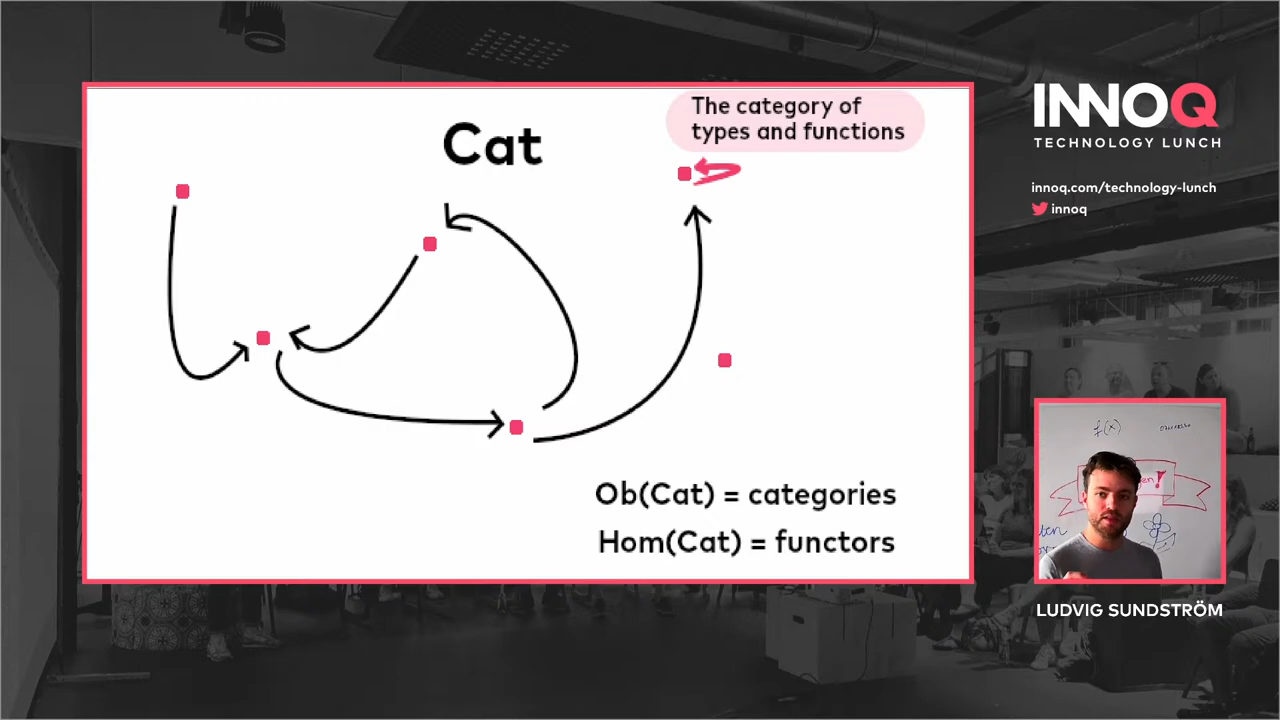 Cat
The category of
types and functions
Ob(Cat) = categories
Hom(Cat) = functors
INNOQ
TECHNOLOGY LUNCH
innoq.com/technology-lunch
innoq
f(x)
LUDVIG SUNDSTRÖM